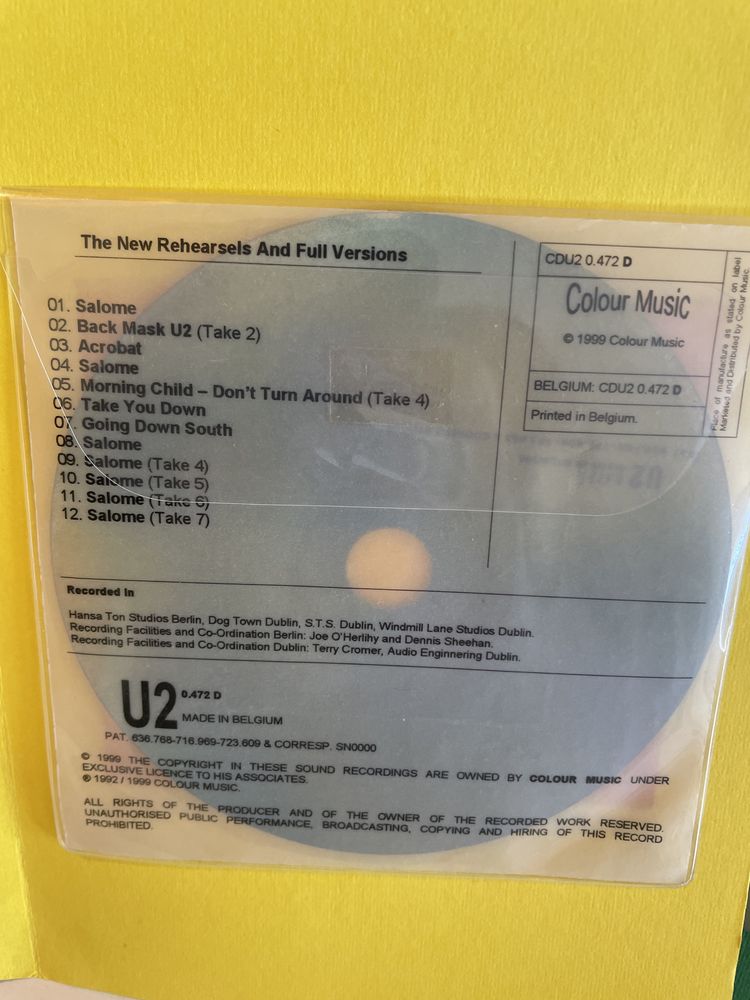 The New Rehearsels And Full Versions
01. Salome
02. Back Mask U2 (Take 2)
03. Acrobat
04. Salome
05. Morning Child – Don't Turn Around (Take 4)
06. Take You Down
07. Going Down South
08. Salome
09. Salome (Take 4)
10. Salome (Take 5)
11. Salome (Take 6)
12. Salome (Take 7)
CDU2 0.472 D
Colour Music
© 1999 Colour Music
BELGIUM: CDU2 0.472 D
Printed in Belgium.
Place of manufacture as stated on label
Marketed and Distributed by Colour Music
Recorded In
Hansa Ton Studios Berlin, Dog Town Dublin, S.T.S. Dublin, Windmill Lane Studios Dublin.
Recording Facilities and Co-Ordination Berlin: Joe O'Herlihy and Dennis Sheehan.
Recording Facilities and Co-Ordination Dublin: Terry Cromer, Audio Enginnering Dublin.
U2 0.472 D
MADE IN BELGIUM
PAT. 636.768-716.969-723.609 & CORRESP. SN0000
© 1999 THE COPYRIGHT IN THESE SOUND RECORDINGS ARE OWNED BY COLOUR MUSIC UNDER
EXCLUSIVE LICENCE TO HIS ASSOCIATES.
℗ 1992 / 1999 COLOUR MUSIC.
ALL RIGHTS OF THE PRODUCER AND OF THE OWNER OF THE RECORDED WORK RESERVED.
UNAUTHORISED PUBLIC PERFORMANCE, BROADCASTING, COPYING AND HIRING OF THIS RECORD
PROHIBITED.